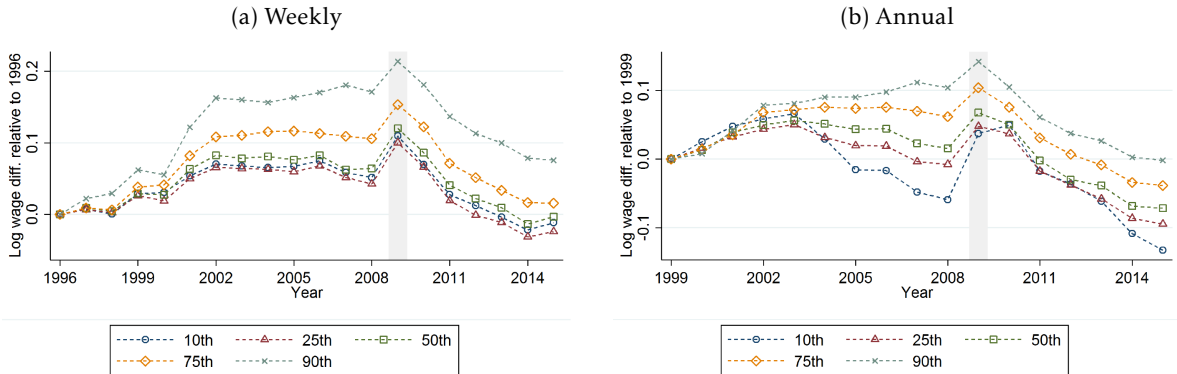 (a) Weekly
Log wage diff. relative to 1996
0.2
0.1
0.0
1996 1999 2002 2005 2008 2011 2014
Year
10th 25th 50th
75th 90th
(b) Annual
Log wage diff. relative to 1999
0.1
0.0
-0.1
1999 2002 2005 2008 2011 2014
Year
10th 25th 50th
75th 90th